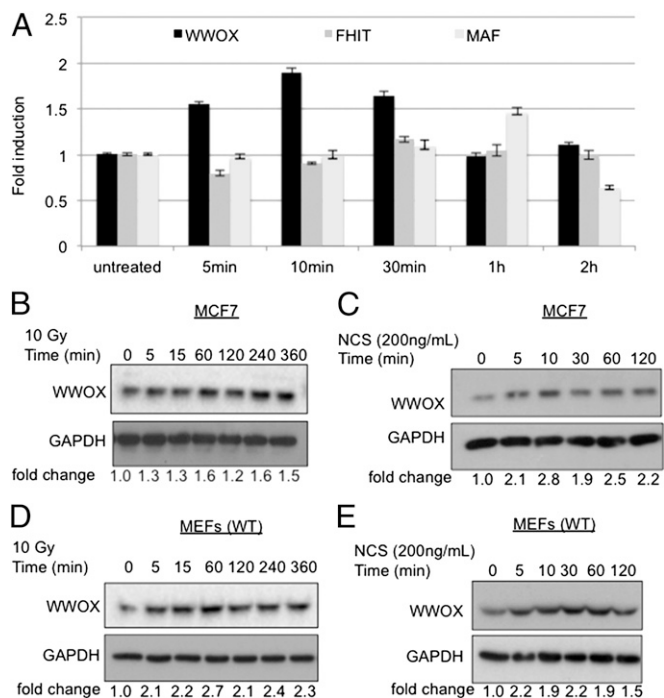 A
WWOX FHIT MAF
Fold induction
2.5
2
1.5
1
0.5
0
untreated 5min 10min 30min 1h 2h
B
MCF7
10 Gy
Time (min) 0 5 15 60 120 240 360
WWOX
GAPDH
fold change 1.0 1.3 1.3 1.6 1.2 1.6 1.5
C
MCF7
NCS (200ng/mL)
Time (min) 0 5 10 30 60 120
WWOX
GAPDH
fold change 1.0 2.1 2.8 1.9 2.5 2.2
D
MEFs (WT)
10 Gy
Time (min) 0 5 15 60 120 240 360
WWOX
GAPDH
fold change 1.0 2.1 2.2 2.7 2.1 2.4 2.3
E
MEFs (WT)
NCS (200ng/mL)
Time (min) 0 5 10 30 60 120
WWOX
GAPDH
fold change 1.0 2.2 1.9 2.2 1.9 1.5